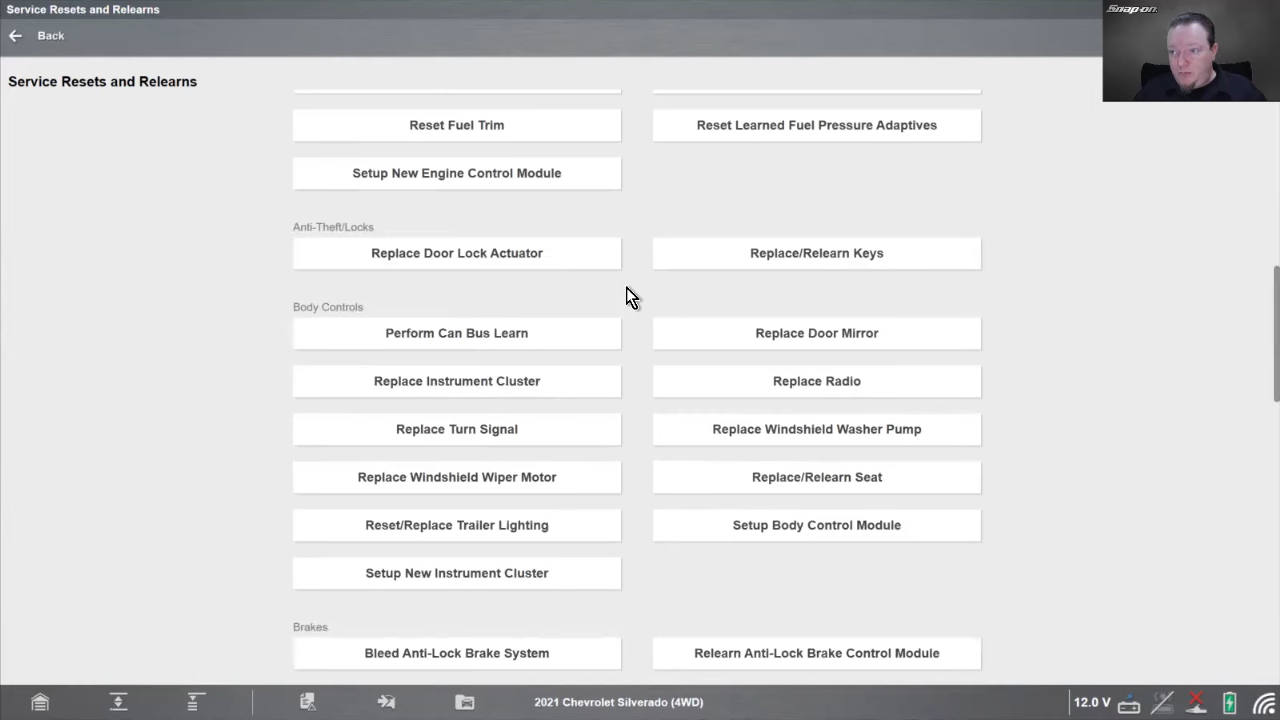 Service Resets and Relearns
Snap-on
Back
Service Resets and Relearns
Reset Fuel Trim
Reset Learned Fuel Pressure Adaptives
Setup New Engine Control Module
Anti-Theft/Locks
Replace Door Lock Actuator
Replace/Relearn Keys
Body Controls
Perform Can Bus Learn
Replace Door Mirror
Replace Instrument Cluster
Replace Radio
Replace Turn Signal
Replace Windshield Washer Pump
Replace Windshield Wiper Motor
Replace/Relearn Seat
Reset/Replace Trailer Lighting
Setup Body Control Module
Setup New Instrument Cluster
Brakes
Bleed Anti-Lock Brake System
Relearn Anti-Lock Brake Control Module
2021 Chevrolet Silverado (4WD)
12.0 V